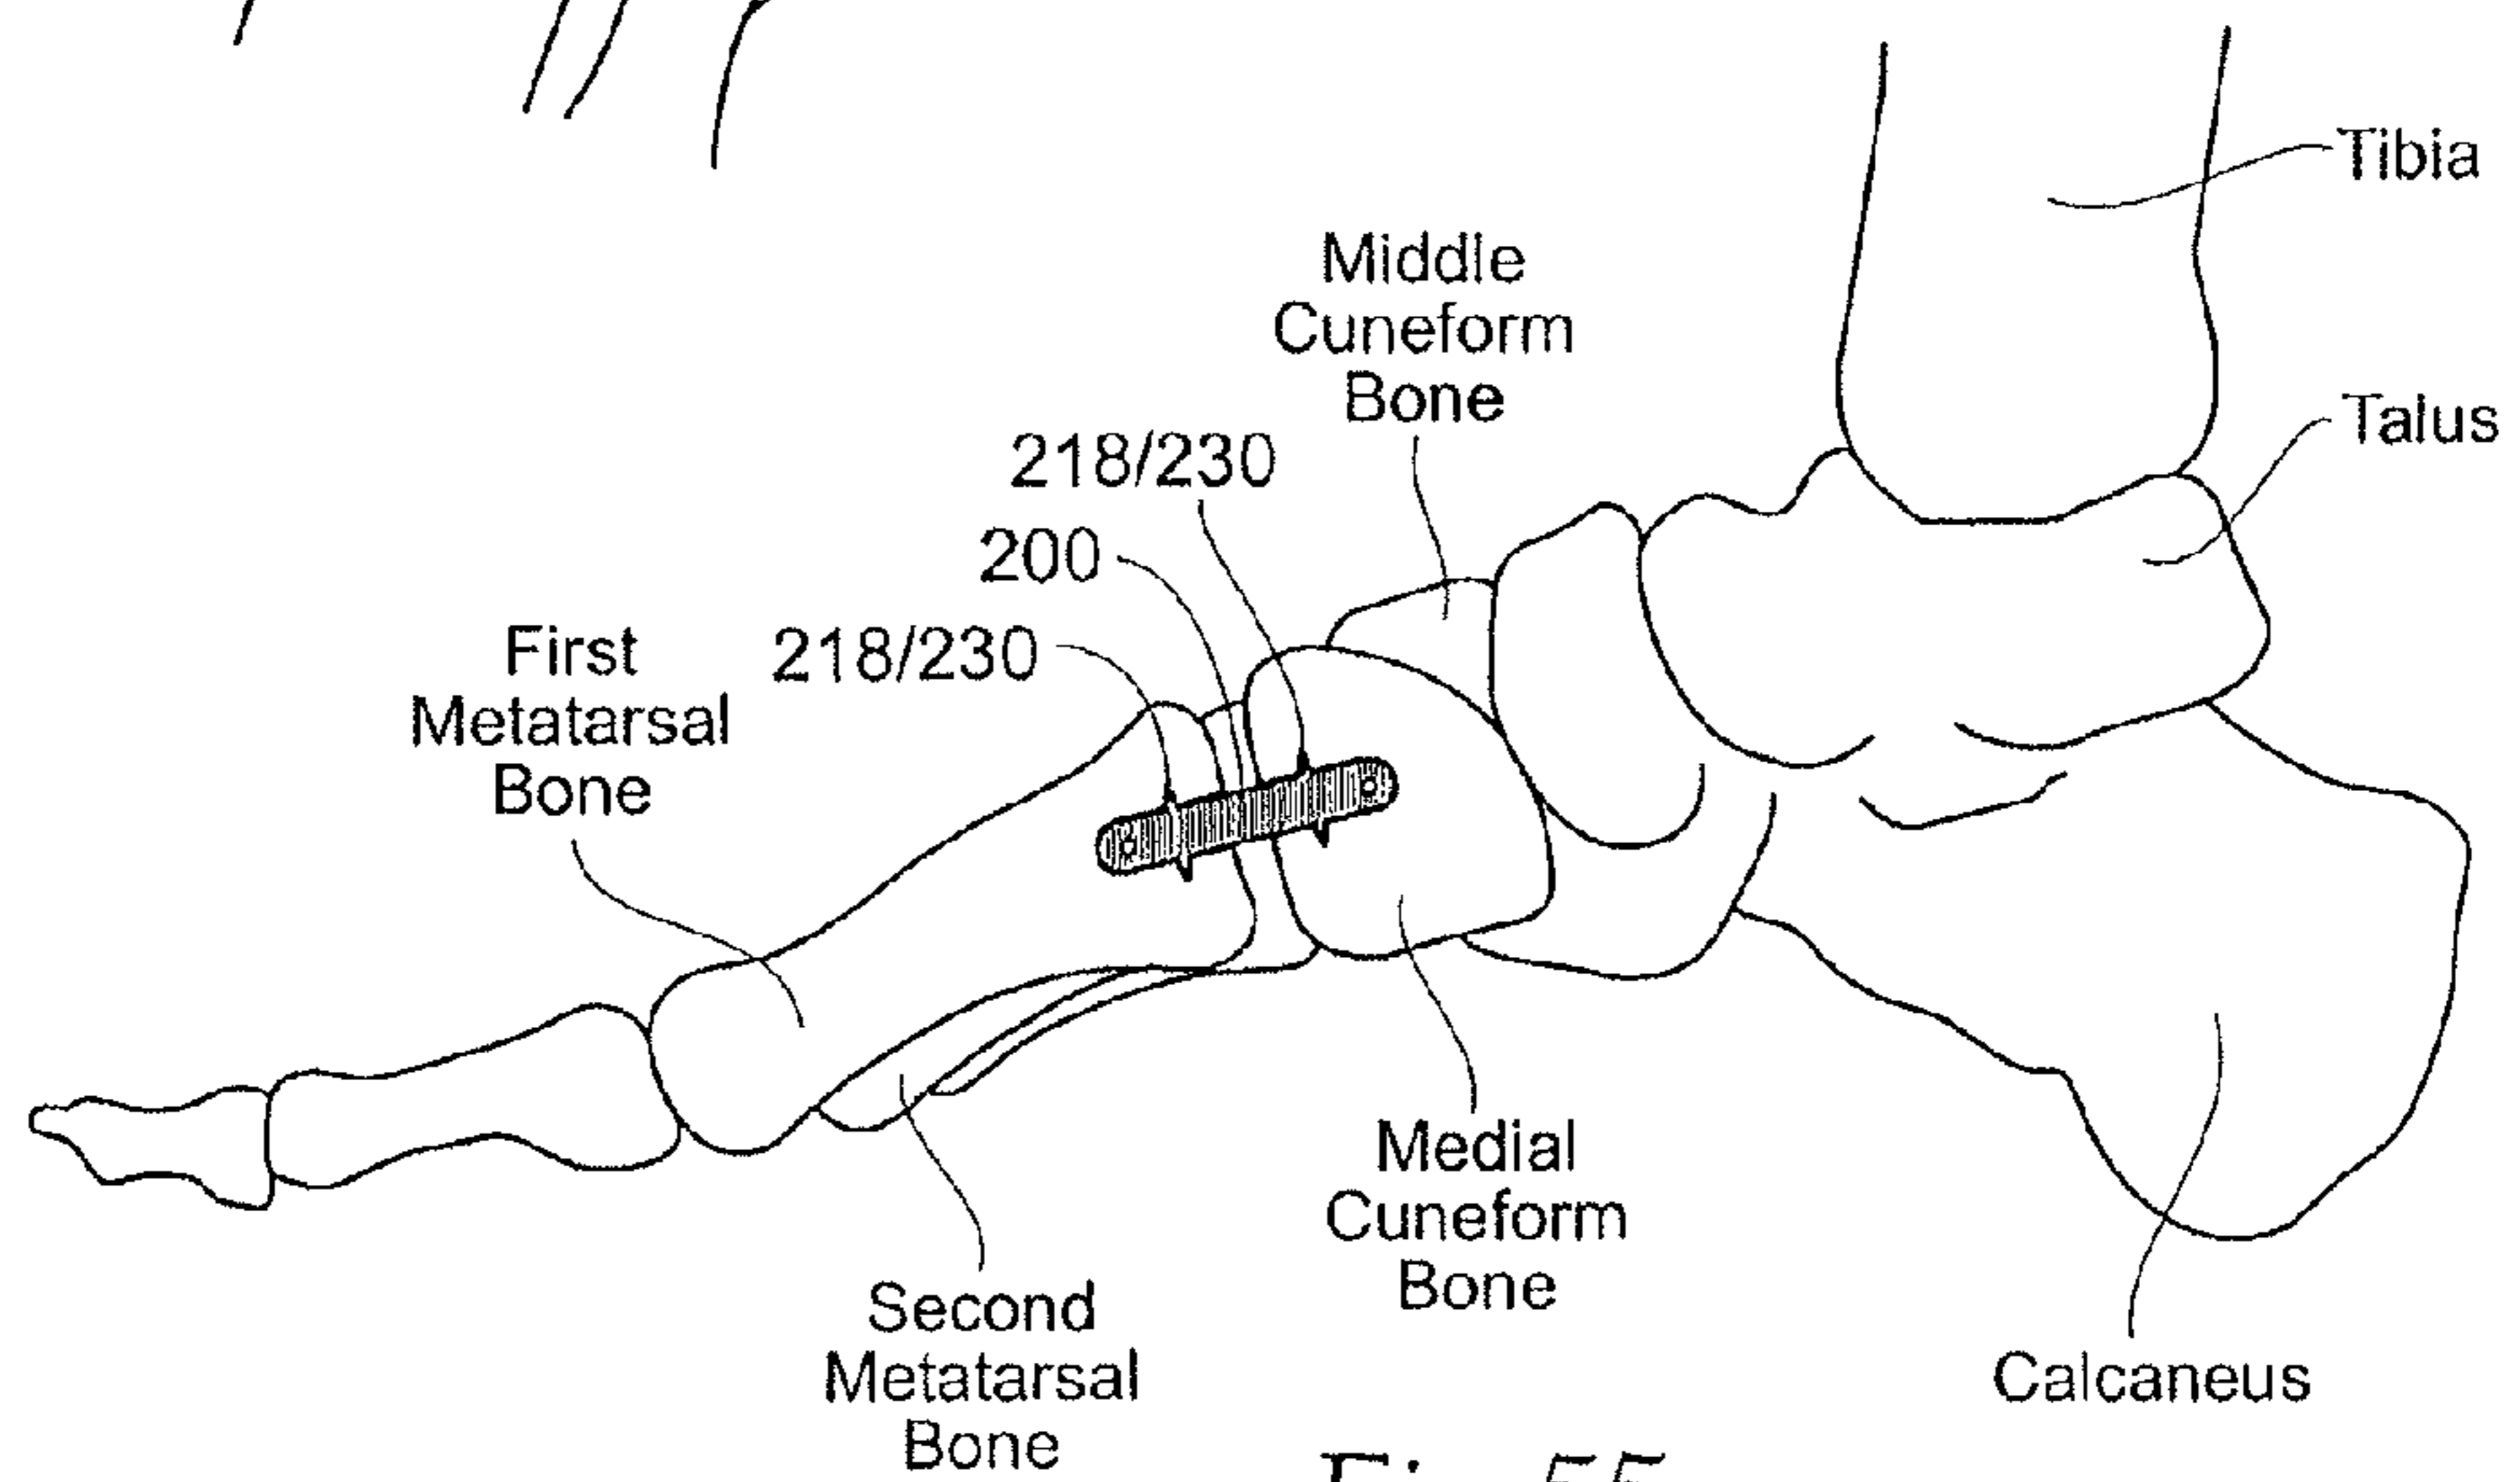 Tibia
Middle
Cuneform
Bone
Talus
218/230
200
First
Metatarsal
Bone
218/230
Medial
Cuneform
Bone
Second
Metatarsal
Bone
Calcaneus